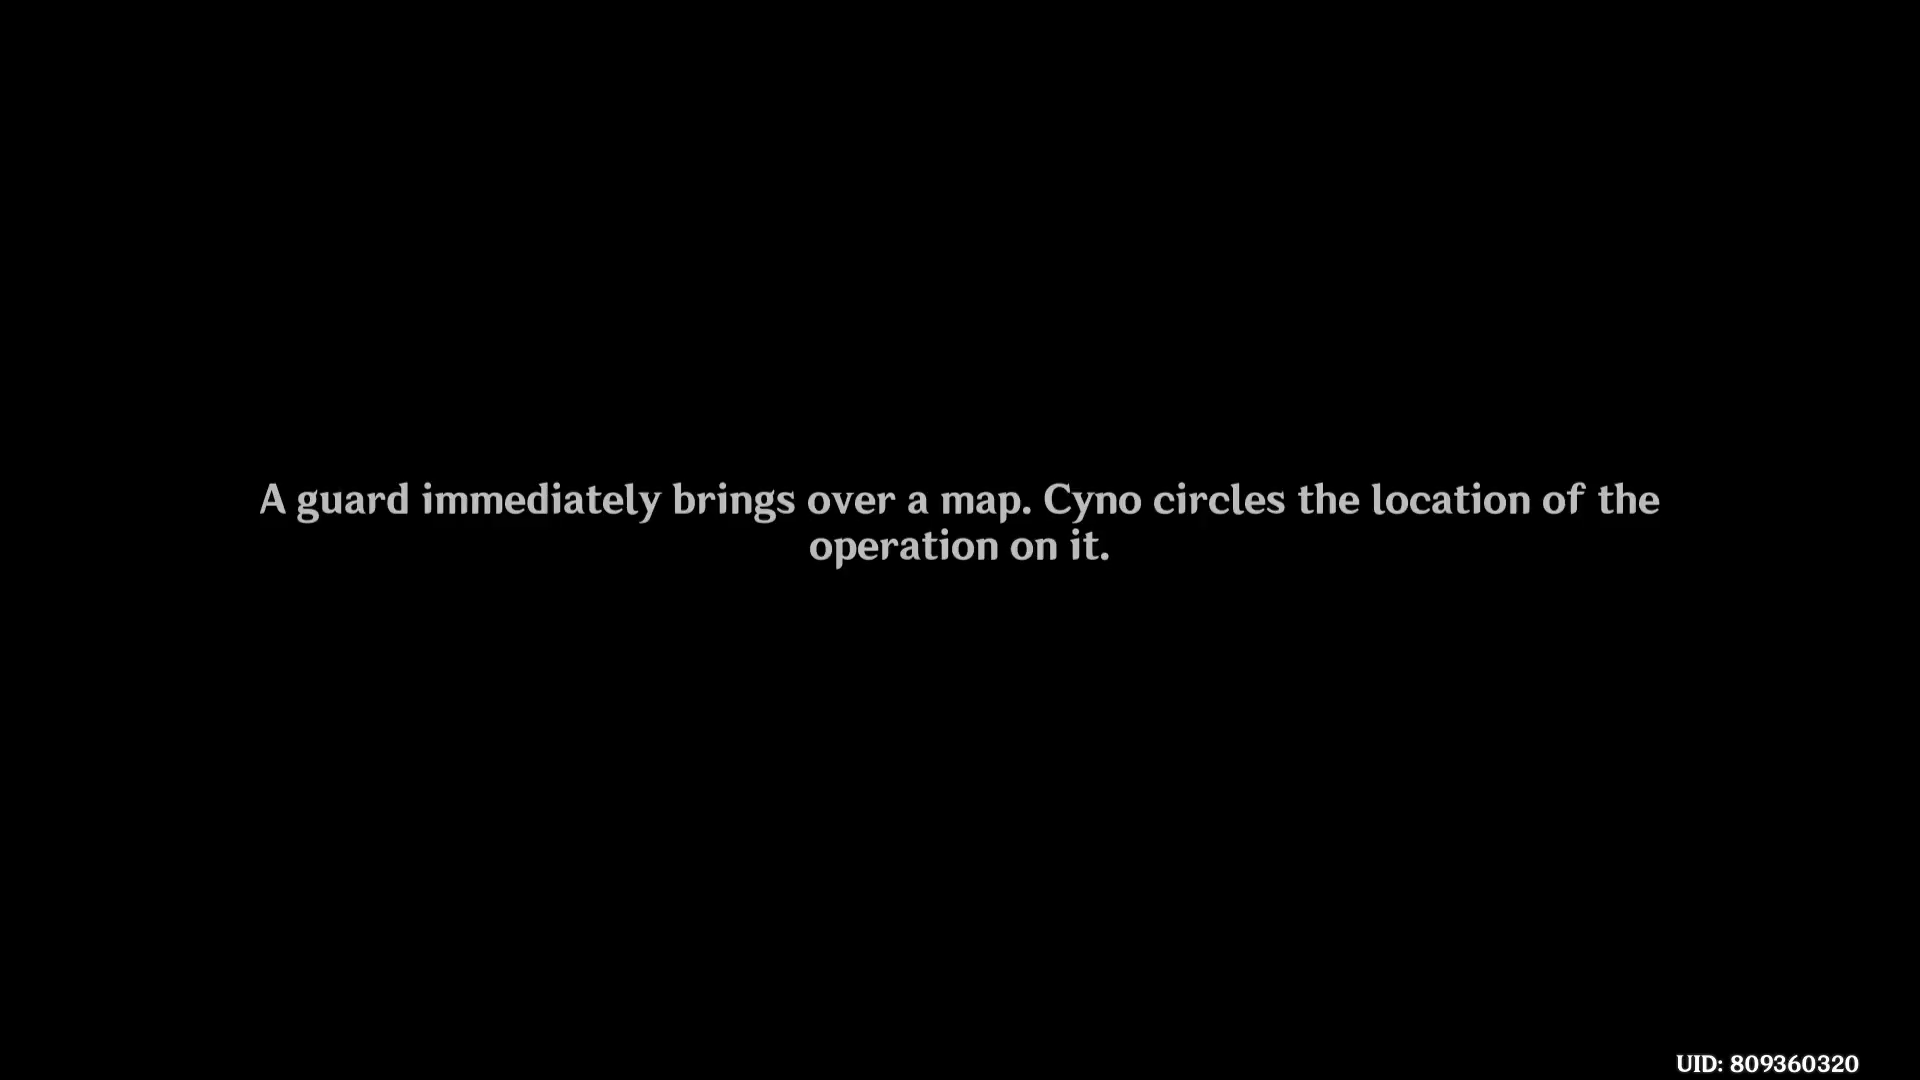 A guard immediately brings over a map. Cyno circles the location of the
operation on it.
UID: 809360320